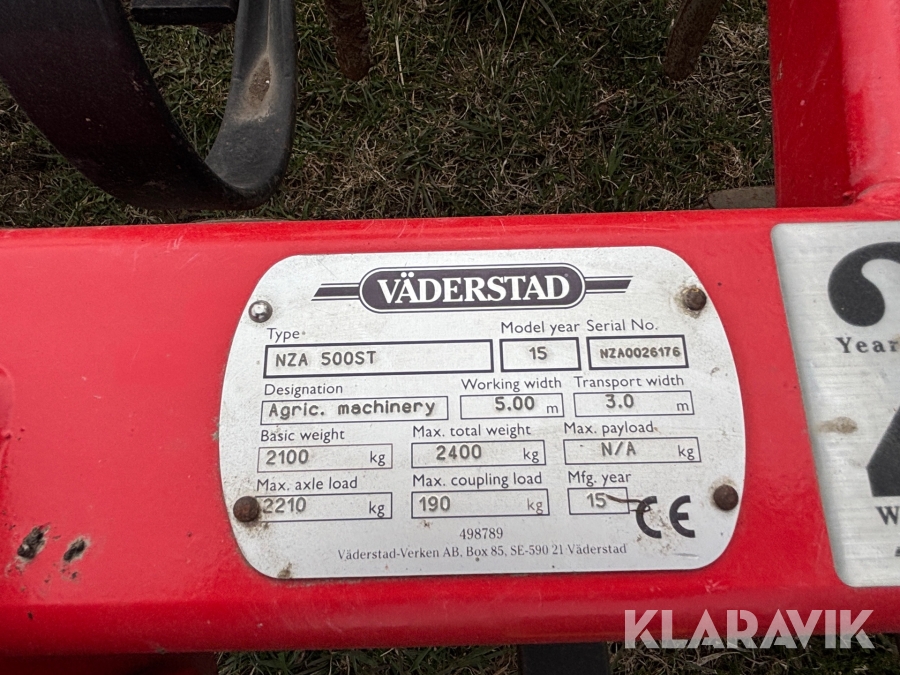 VÄDERSTAD
Type Model year Serial No.
NZA 500ST 15 NZA0026176
Designation Working width Transport width
Agric. machinery 5.00 m 3.0 m
Basic weight Max. total weight Max. payload
2100 kg 2400 kg N/A kg
Max. axle load Max. coupling load Mfg. year
2210 kg 190 kg 15 CE
498789
Väderstad-Verken AB, Box 85, SE-590 21 Väderstad
2
Year
W
KLARAVIK